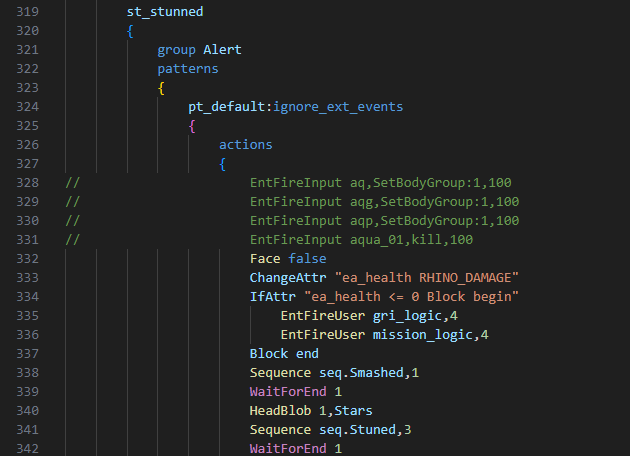 319 st_stunned
320 {
321 group Alert
322 patterns
323 {
324 pt_default:ignore_ext_events
325 {
326 actions
327 {
328 // EntFireInput aq,SetBodyGroup:1,100
329 // EntFireInput aqg,SetBodyGroup:1,100
330 // EntFireInput aqp,SetBodyGroup:1,100
331 // EntFireInput aqua_01,kill,100
332 Face false
333 ChangeAttr "ea_health RHINO_DAMAGE"
334 IfAttr "ea_health <= 0 Block begin"
335 EntFireUser gri_logic,4
336 EntFireUser mission_logic,4
337 Block end
338 Sequence seq.Smashed,1
339 WaitForEnd 1
340 HeadBlob 1,Stars
341 Sequence seq.Stuned,3
342 WaitForEnd 1